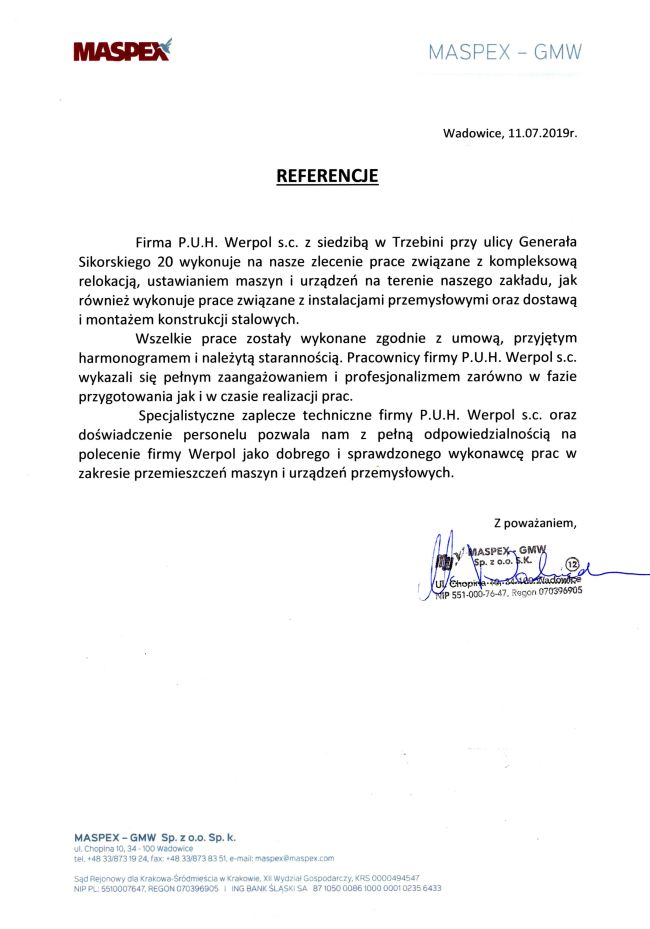 MASPEX
MASPEX – GMW
Wadowice, 11.07.2019r.
REFERENCJE
Firma P.U.H. Werpol s.c. z siedzibą w Trzebini przy ulicy Generała
Sikorskiego 20 wykonuje na nasze zlecenie prace związane z kompleksową
relokacją, ustawianiem maszyn i urządzeń na terenie naszego zakładu, jak
również wykonuje prace związane z instalacjami przemysłowymi oraz dostawą
i montażem konstrukcji stalowych.
Wszelkie prace zostały wykonane zgodnie z umową, przyjętym
harmonogramem i należytą starannością. Pracownicy firmy P.U.H. Werpol s.c.
wykazali się pełnym zaangażowaniem i profesjonalizmem zarówno w fazie
przygotowania jak i w czasie realizacji prac.
Specjalistyczne zaplecze techniczne firmy P.U.H. Werpol s.c. oraz
doświadczenie personelu pozwala nam z pełną odpowiedzialnością na
polecenie firmy Werpol jako dobrego i sprawdzonego wykonawcę prac w
zakresie przemieszczeń maszyn i urządzeń przemysłowych.
Z poważaniem,
MASPEX - GMW
Sp. z o.o. S.K.
12
Ul. Chopina 10, 34-100 Wadowice
NIP 551-000-76-47, Regon 070396905
MASPEX – GMW Sp. z o.o. Sp. k.
ul. Chopina 10, 34 - 100 Wadowice
tel. +48 33/873 19 24, fax: +48 33/873 83 51, e-mail: maspex@maspex.com
Sąd Rejonowy dla Krakowa-Śródmieścia w Krakowie, XII Wydział Gospodarczy, KRS 0000494547
NIP PL: 5510007647, REGON 070396905 | ING BANK ŚLĄSKI SA 87 1050 0086 1000 0001 0235 6433